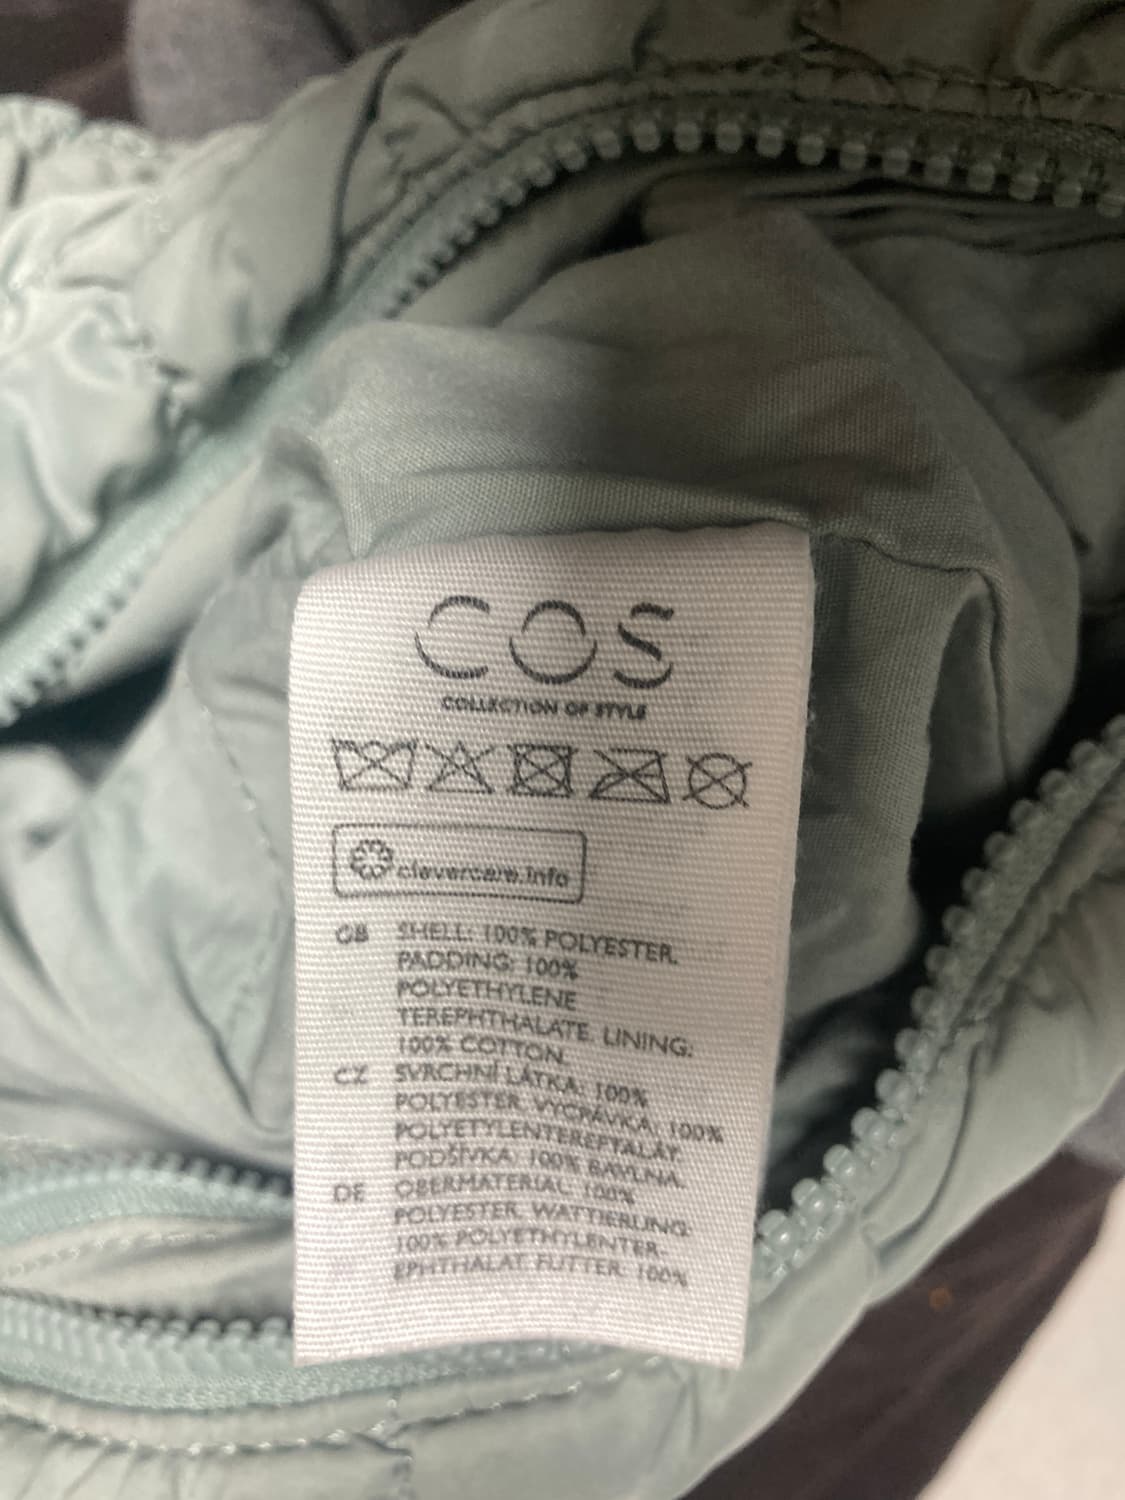 COS
COLLECTION OF STYLE
clevercare.info
GB SHELL: 100% POLYESTER.
PADDING: 100%
POLYETHYLENE
TEREPHTHALATE. LINING:
100% COTTON.
CZ SVRCHNÍ LÁTKA: 100%
POLYESTER. VYCPÁVKA: 100%
POLYETYLENTEREFTALÁT.
PODŠÍVKA: 100% BAVLNA.
DE OBERMATERIAL: 100%
POLYESTER. WATTIERUNG:
100% POLYETHYLENTER-
EPHTHALAT. FUTTER: 100%